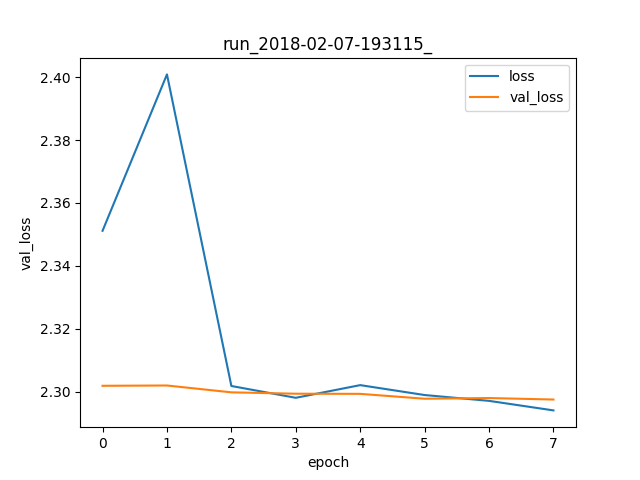 run_2018-02-07-193115_
loss
val_loss
2.40
2.38
2.36
2.34
2.32
2.30
val_loss
0 1 2 3 4 5 6 7
epoch